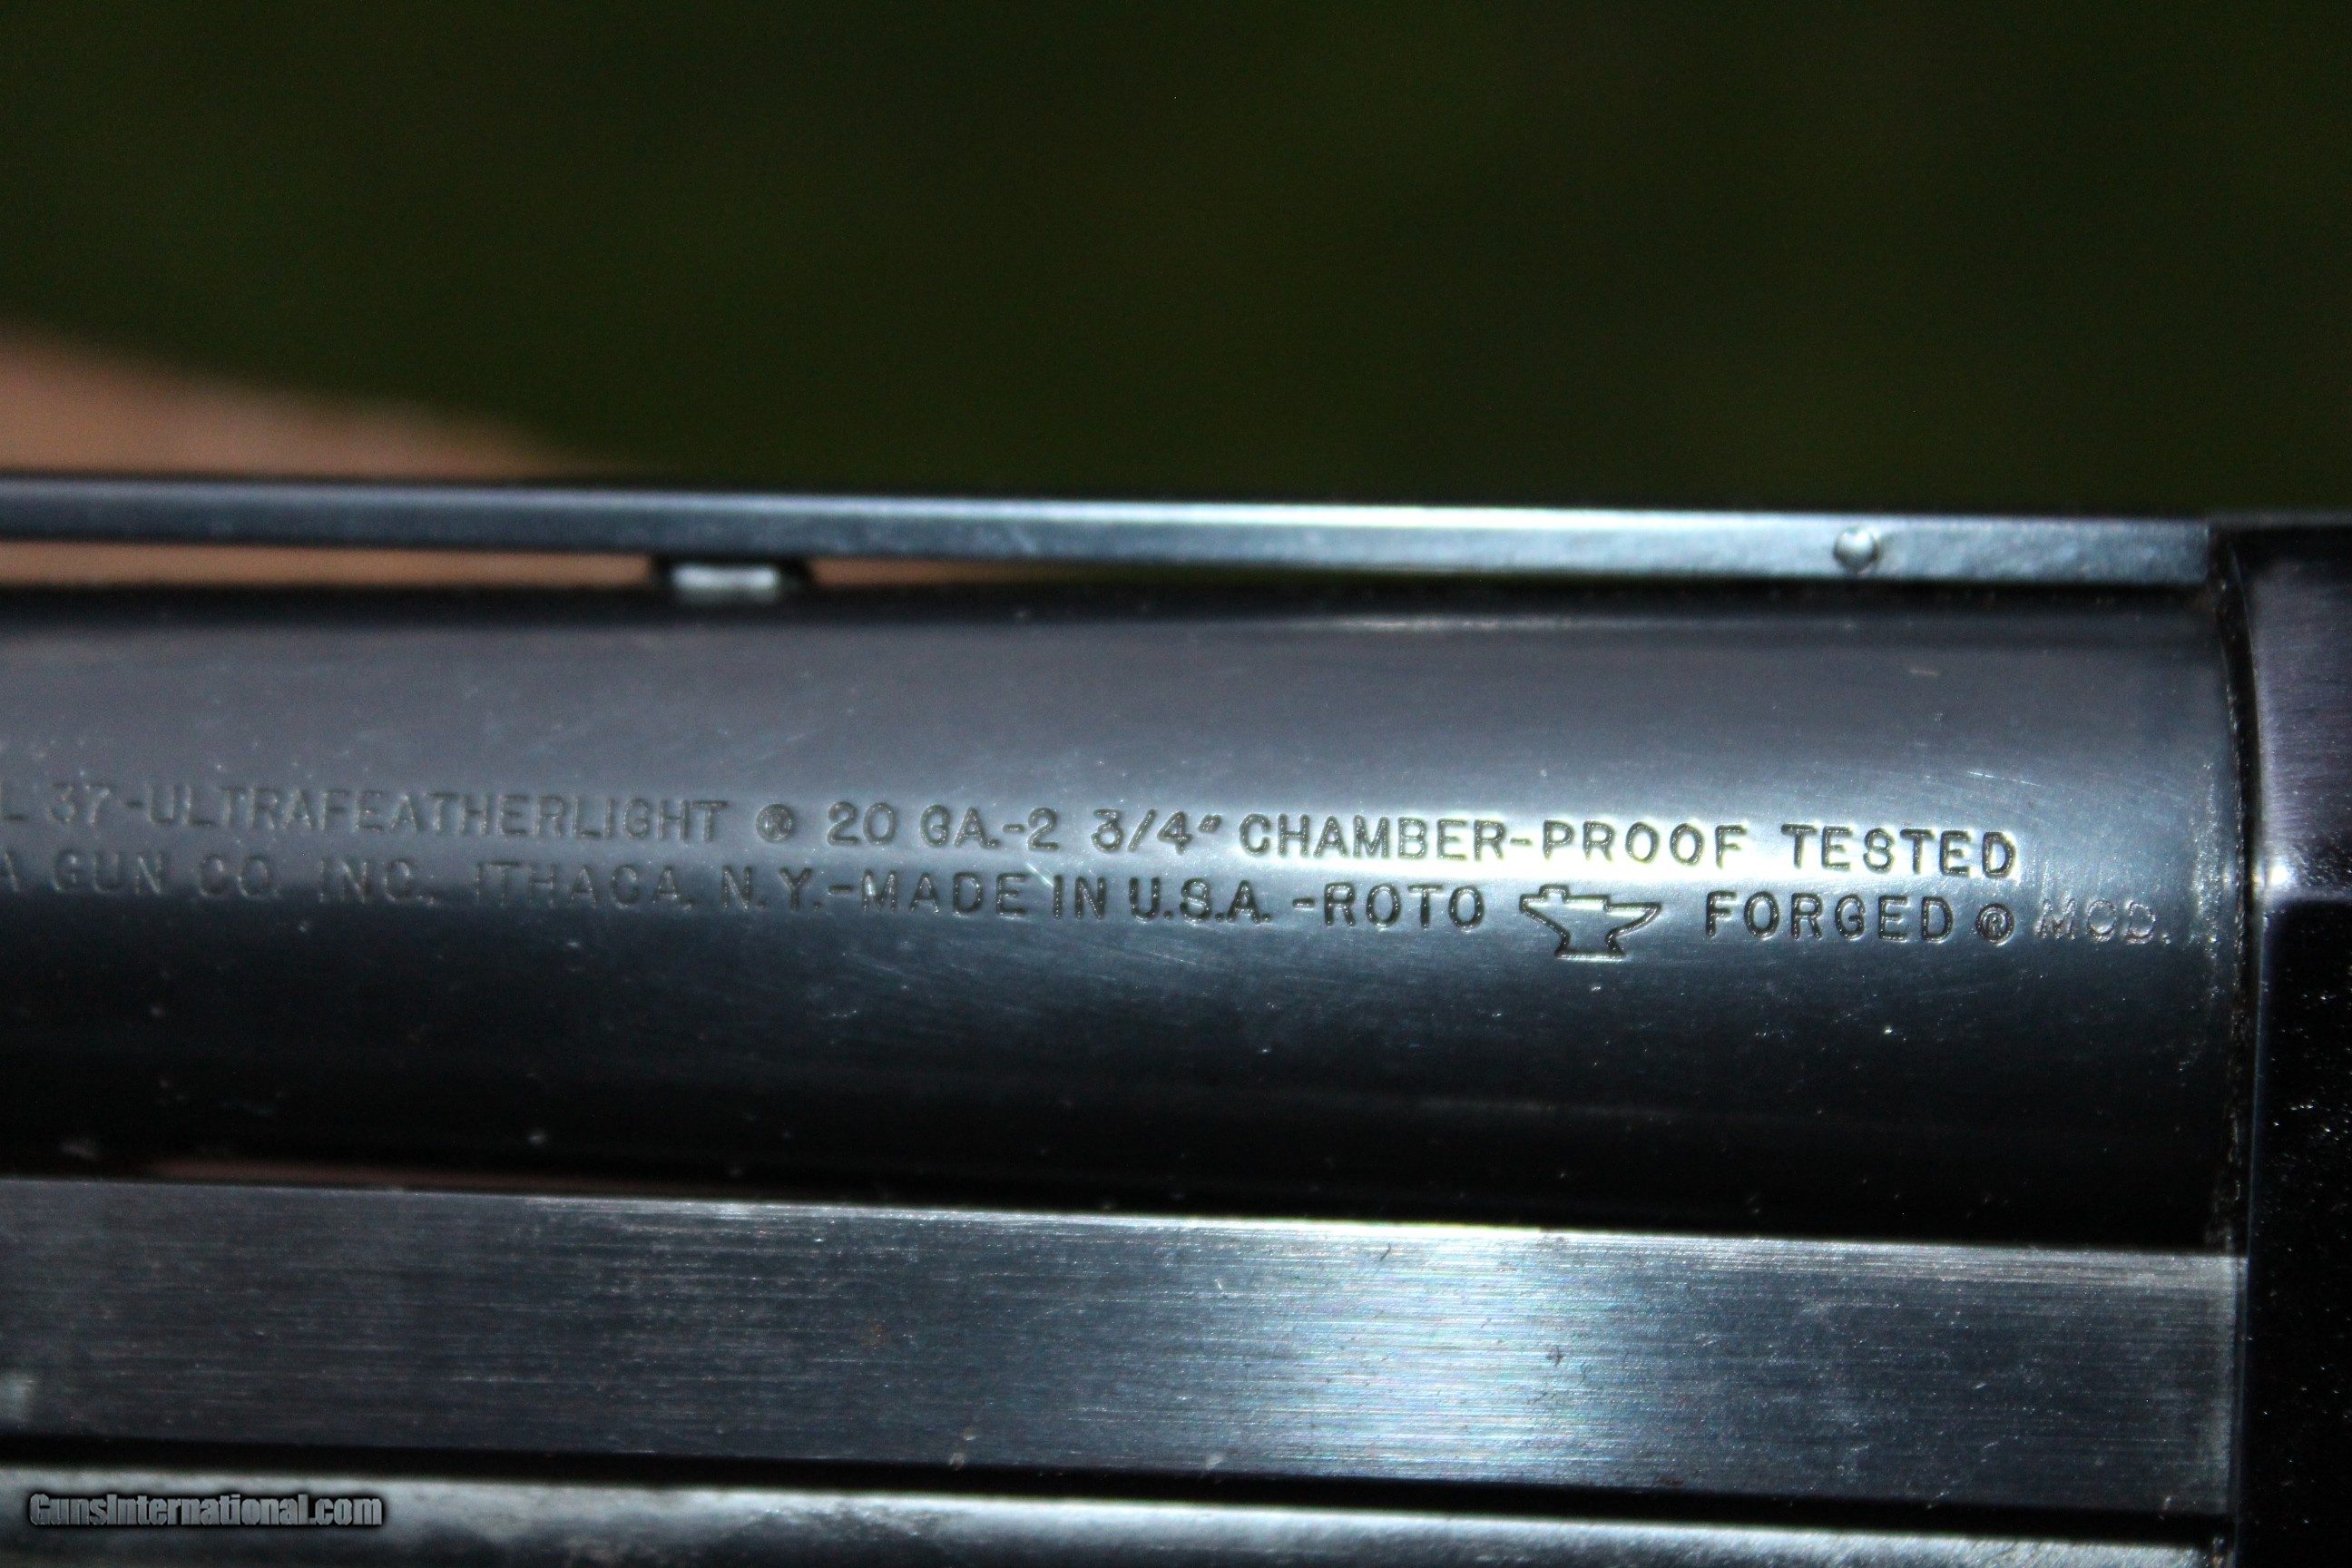 L 37-ULTRAFEATHERLIGHT ® 20 GA.-2 3/4" CHAMBER-PROOF TESTED
A GUN CO. INC. ITHACA, N.Y.-MADE IN U.S.A. -ROTO FORGED ® MOD.
GunsInternational.com